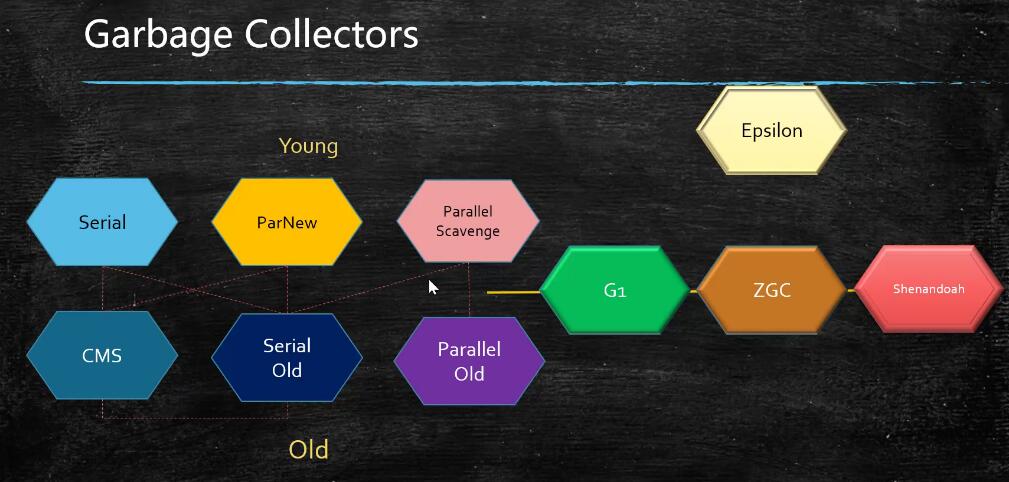 Garbage Collectors
Epsilon
Young
Serial
ParNew
Parallel
Scavenge
G1
ZGC
Shenandoah
CMS
Serial
Old
Parallel
Old
Old